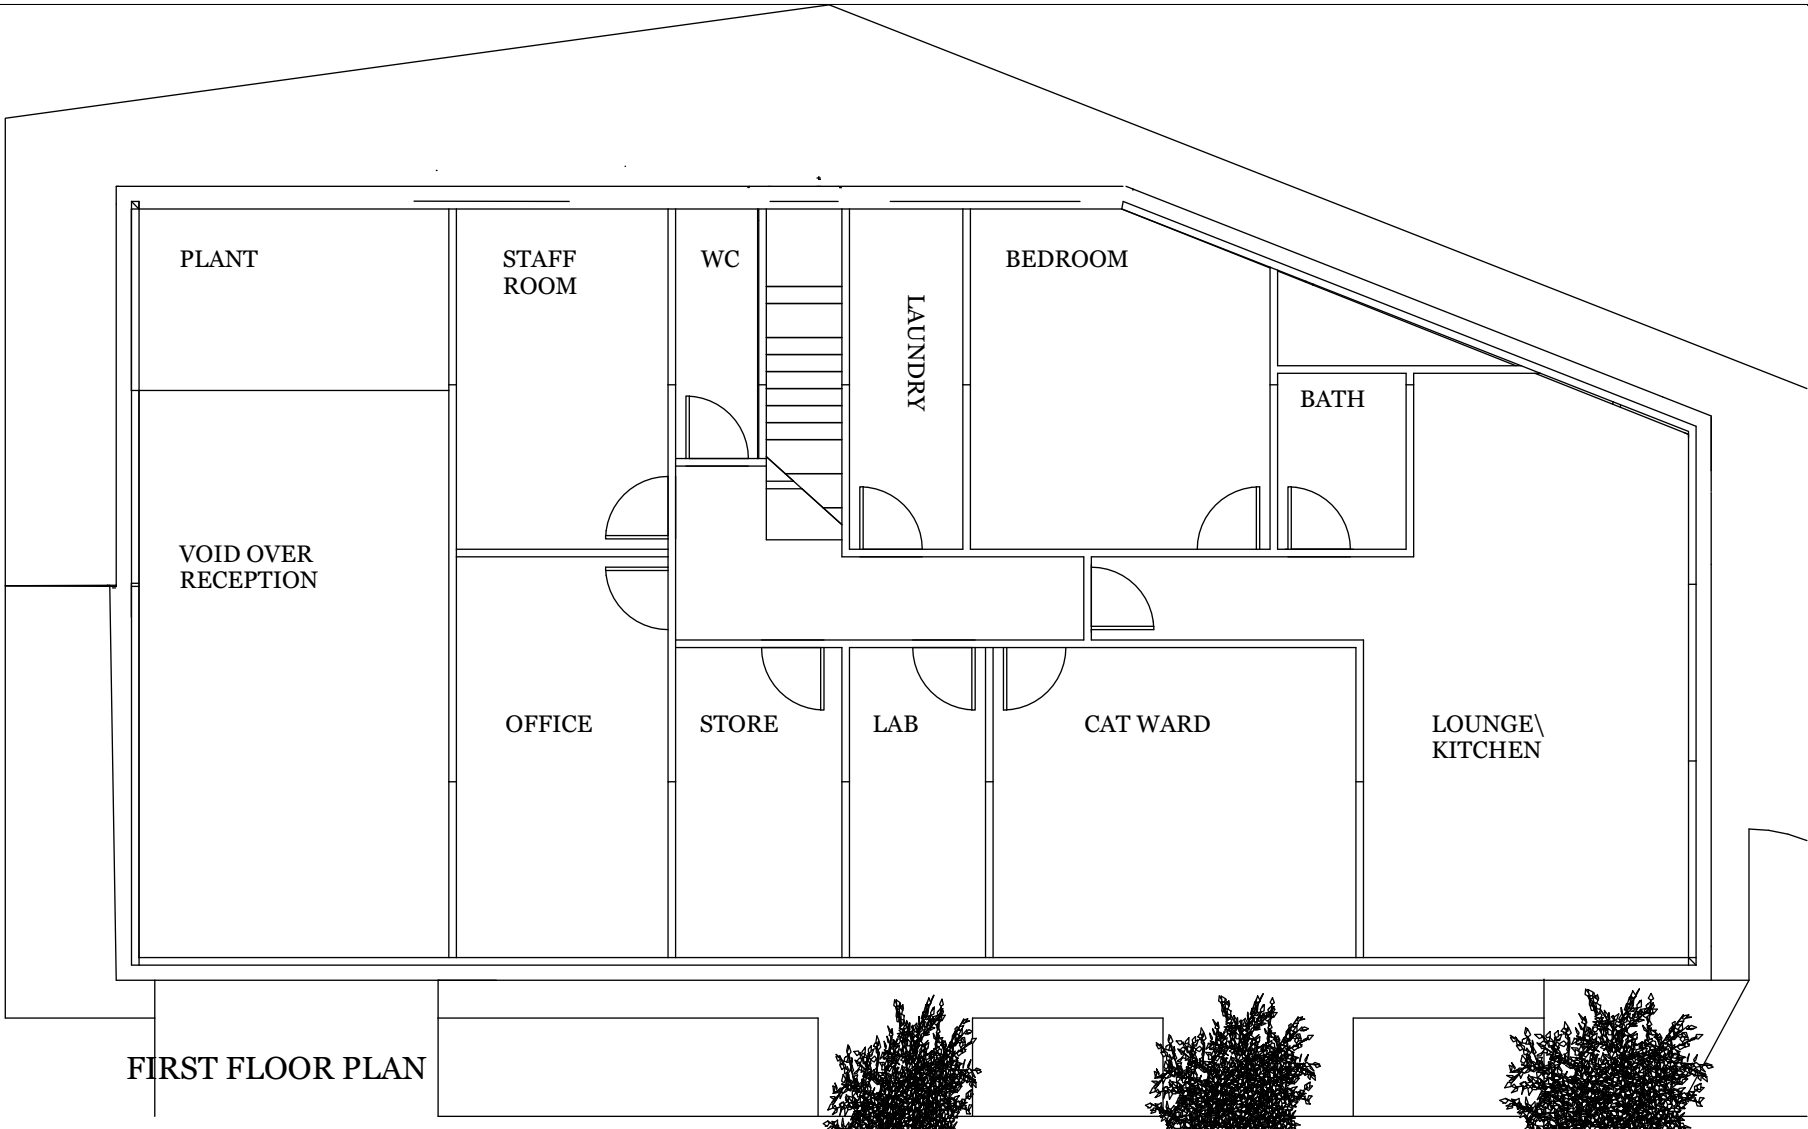 PLANT
STAFF
ROOM
WC
LAUNDRY
BEDROOM
BATH
VOID OVER
RECEPTION
OFFICE
STORE
LAB
CAT WARD
LOUNGE\
KITCHEN
FIRST FLOOR PLAN